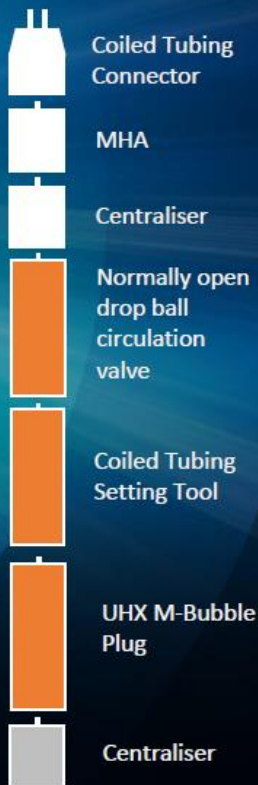 Coiled Tubing
Connector
MHA
Centraliser
Normally open
drop ball
circulation
valve
Coiled Tubing
Setting Tool
UHX M-Bubble
Plug
Centraliser